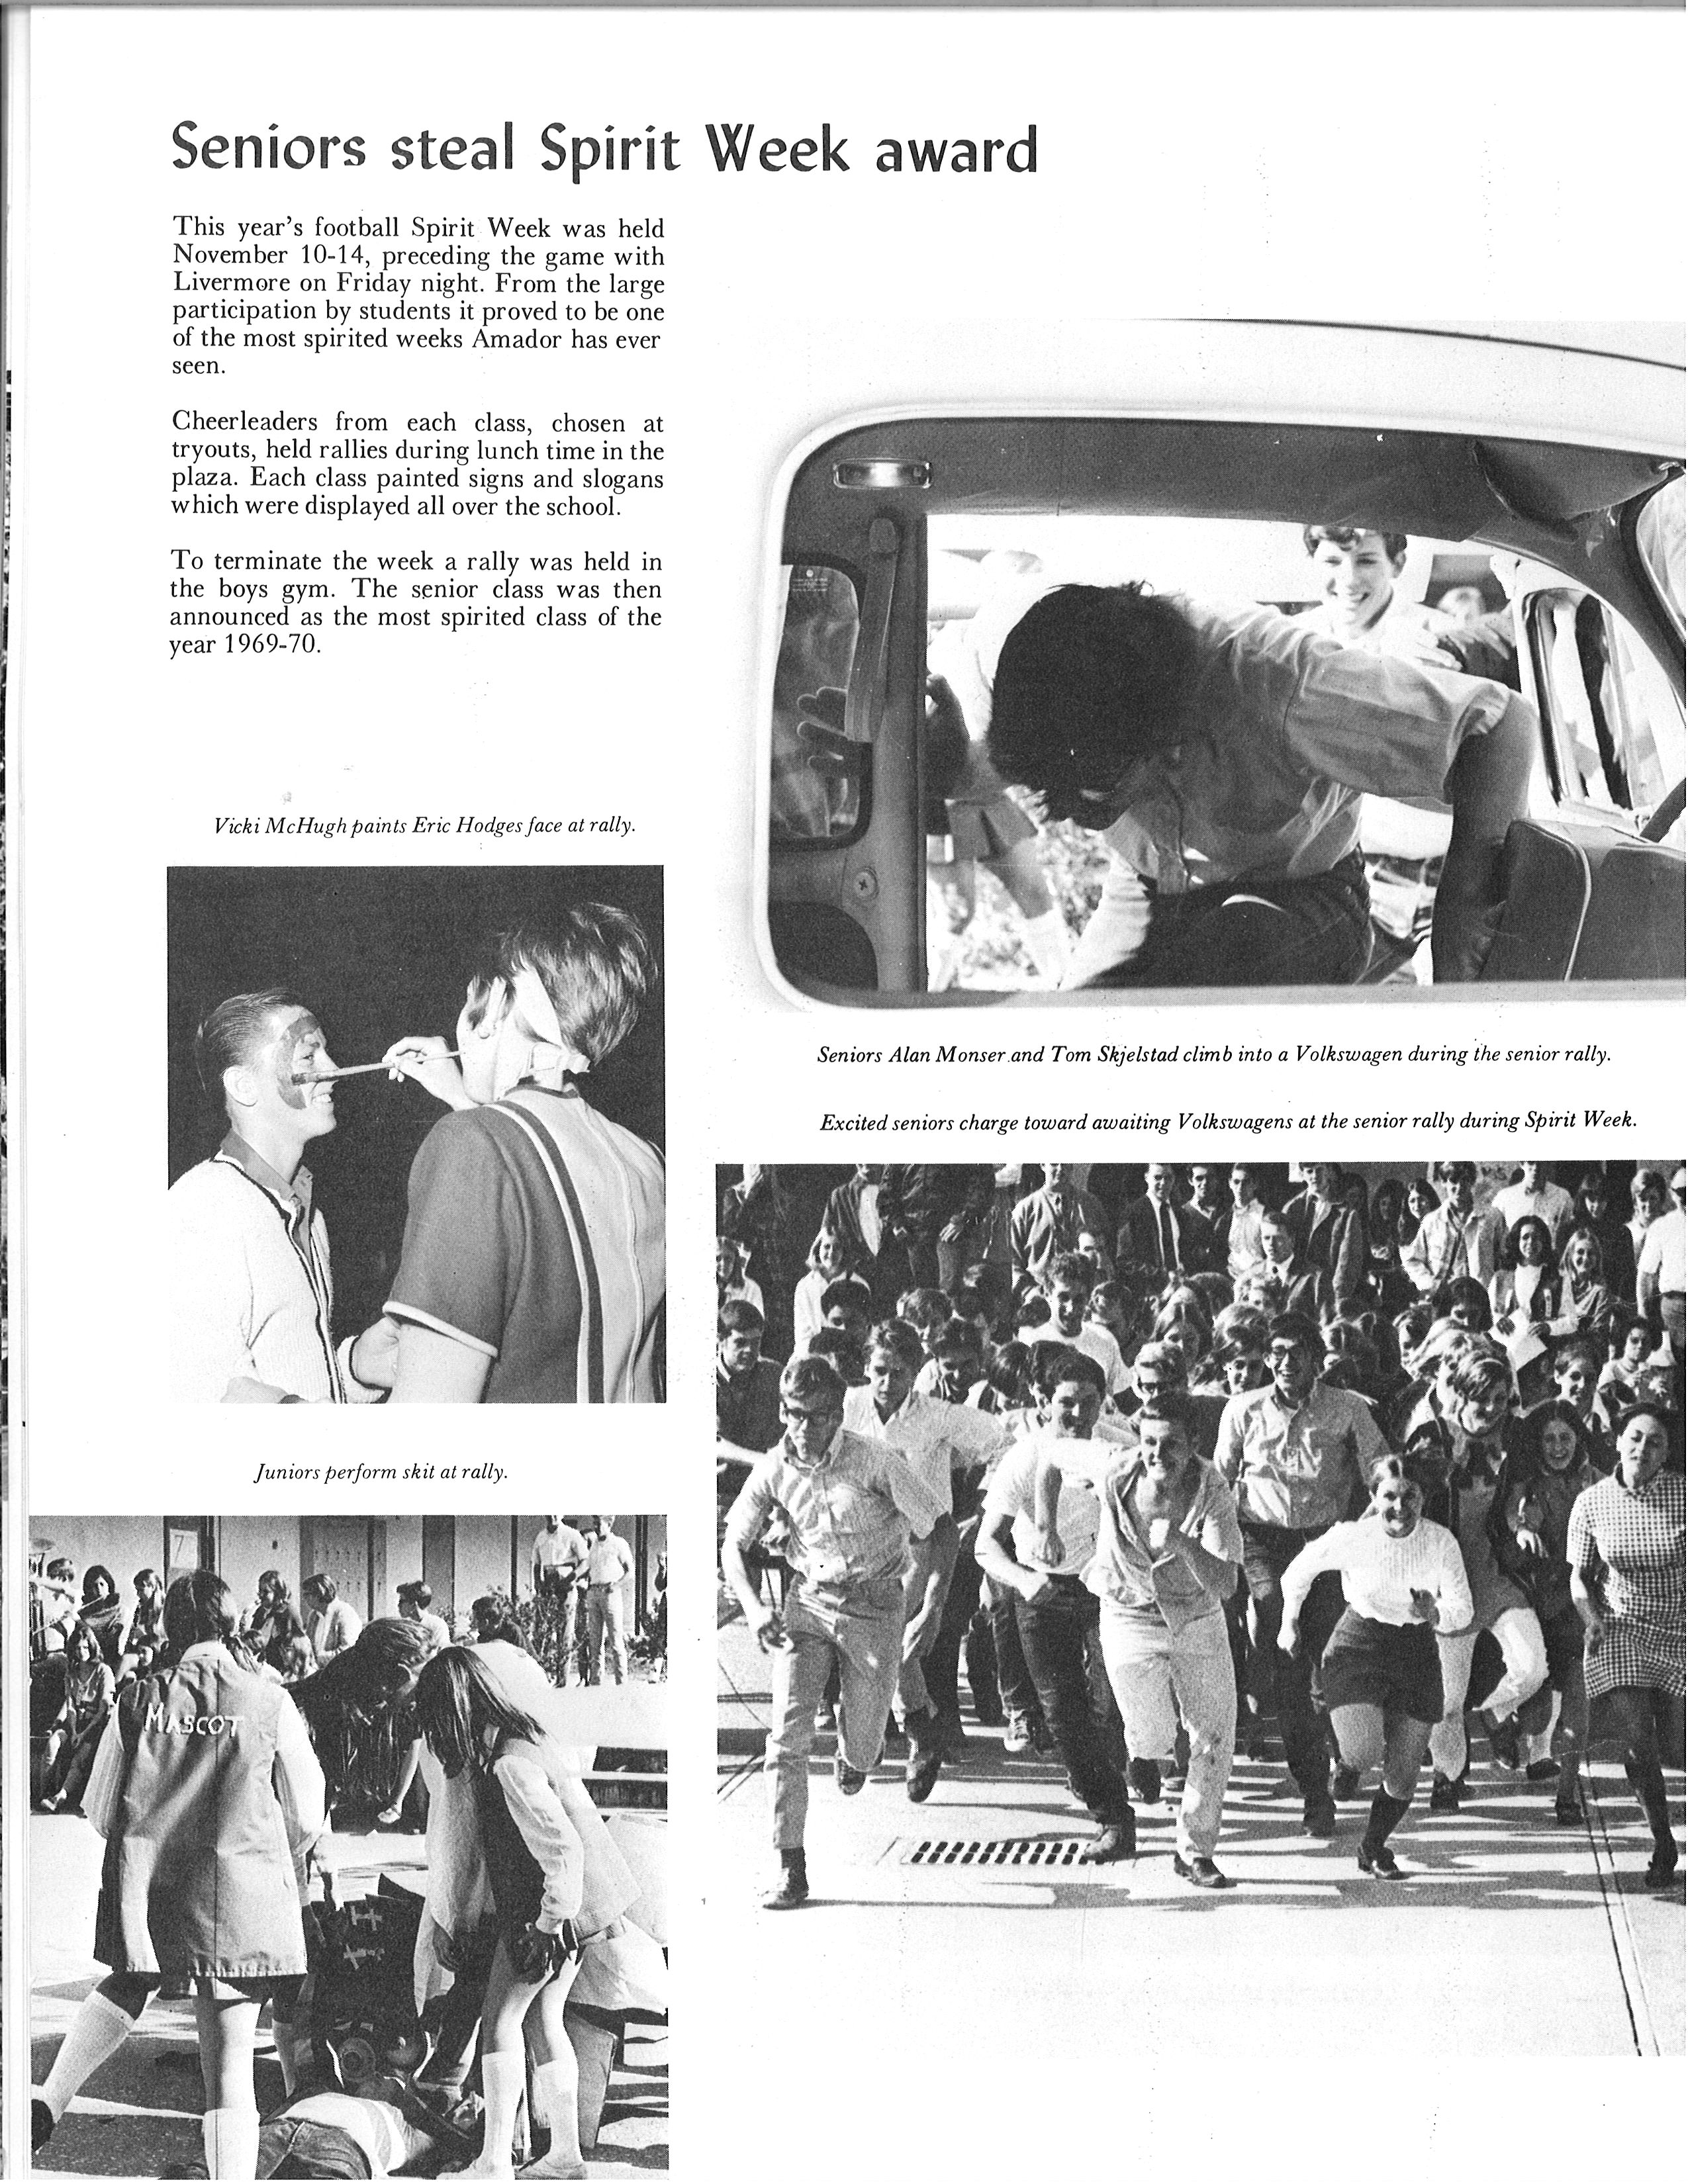 Seniors steal Spirit Week award
This year's football Spirit Week was held
November 10-14, preceding the game with
Livermore on Friday night. From the large
participation by students it proved to be one
of the most spirited weeks Amador has ever
seen.
Cheerleaders from each class, chosen at
tryouts, held rallies during lunch time in the
plaza. Each class painted signs and slogans
which were displayed all over the school.
To terminate the week a rally was held in
the boys gym. The senior class was then
announced as the most spirited class of the
year 1969-70.
Vicki McHugh paints Eric Hodges face at rally.
Seniors Alan Monser and Tom Skjelstad climb into a Volkswagen during the senior rally.
Excited seniors charge toward awaiting Volkswagens at the senior rally during Spirit Week.
Juniors perform skit at rally.
7
MASCOT